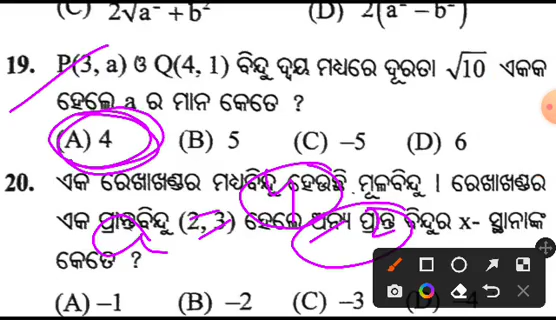 (C) 2√a² + b² (D) 2(a² − b²)
19. P(3, a) ଓ Q(4, 1) ବିନ୍ଦୁ ଦ୍ୱୟ ମଧ୍ୟରେ ଦୂରତା √10 ଏକକ
ହେଲେ a ର ମାନ କେତେ ?
(A) 4 (B) 5 (C) –5 (D) 6
20. ଏକ ରେଖାଖଣ୍ଡର ମଧ୍ୟବିନ୍ଦୁ ହେଉଛି ମୂଳବିନ୍ଦୁ । ରେଖାଖଣ୍ଡର
ଏକ ପ୍ରାନ୍ତବିନ୍ଦୁ (2, 3) ହେଲେ ଅନ୍ୟ ପ୍ରାନ୍ତ ବିନ୍ଦୁର x- ସ୍ଥାନାଙ୍କ
କେତେ ?
(A) –1 (B) –2 (C) –3 (D) –4